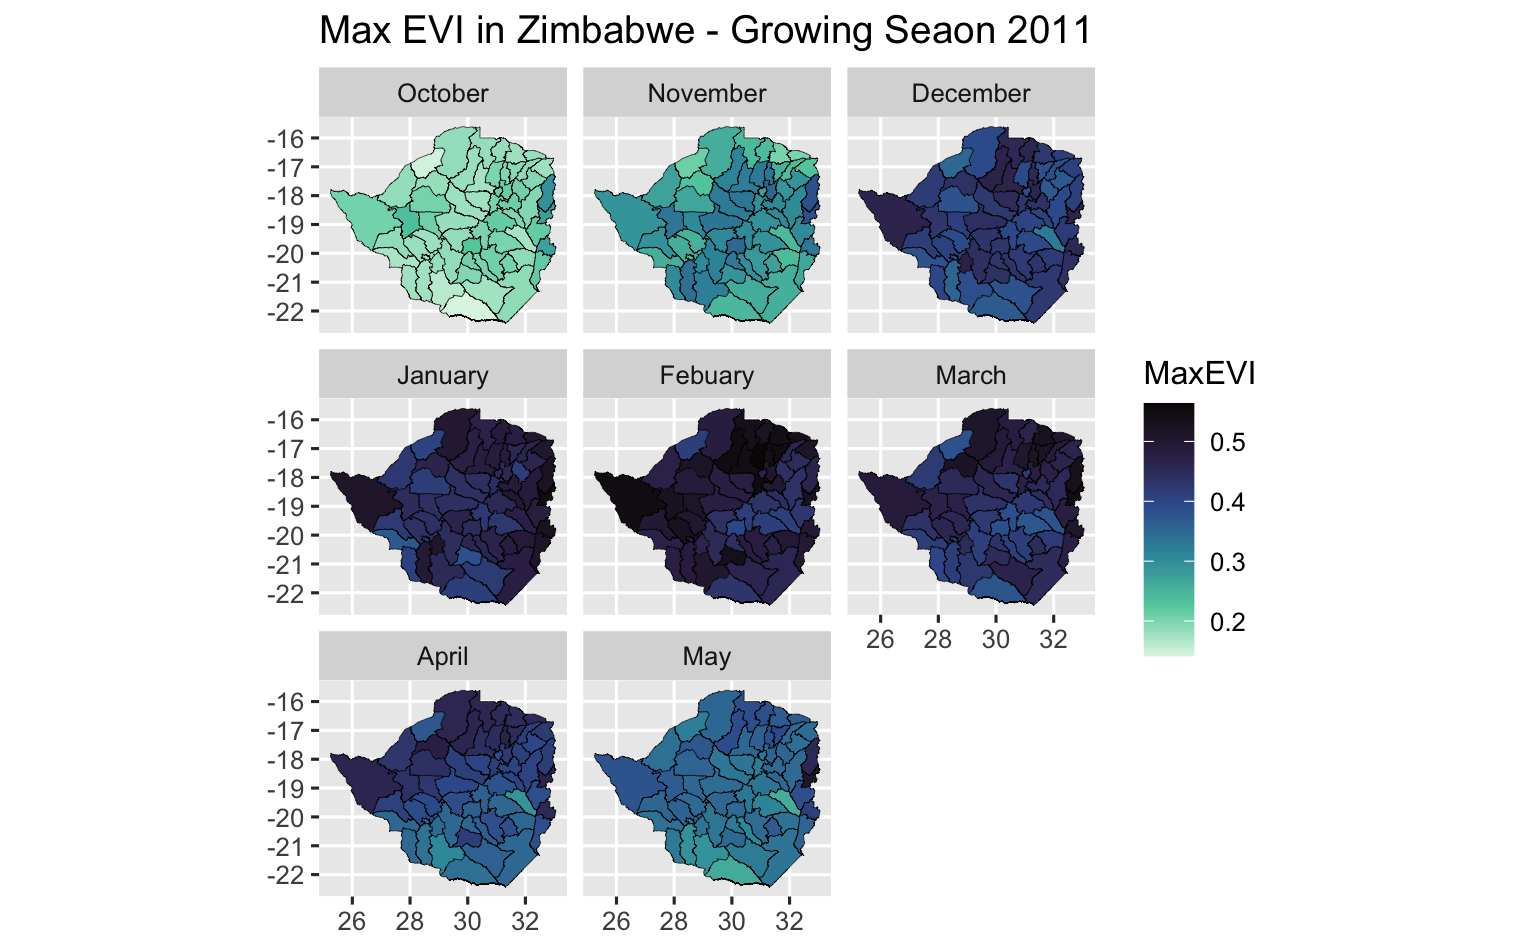 Max EVI in Zimbabwe - Growing Seaon 2011
October
November
December
-16
-17
-18
-19
-20
-21
-22
January
Febuary
March
-16
-17
-18
-19
-20
-21
-22
26 28 30 32
MaxEVI
0.5
0.4
0.3
0.2
April
May
-16
-17
-18
-19
-20
-21
-22
26 28 30 32
26 28 30 32